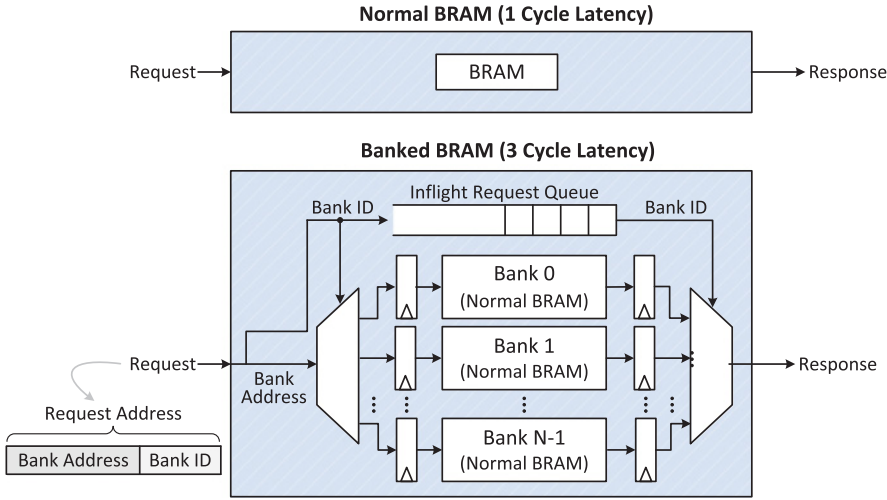 Normal BRAM (1 Cycle Latency)
Request
BRAM
Response
Banked BRAM (3 Cycle Latency)
Inflight Request Queue
Bank ID
Bank ID
Bank 0
(Normal BRAM)
Bank 1
(Normal BRAM)
Request
Response
Bank
Address
Request Address
Bank N-1
(Normal BRAM)
Bank Address
Bank ID